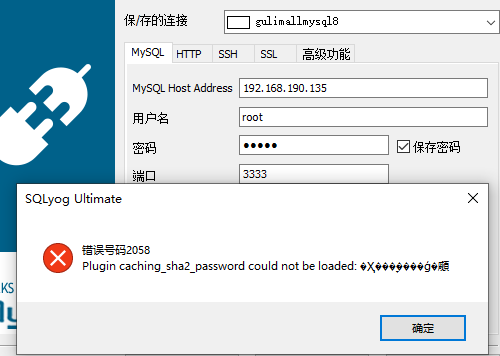 保/存的连接
gulimallmysql8
MySQL HTTP SSH SSL 高级功能
MySQL Host Address 192.168.190.135
用户名 root
密码 ●●●●● 保存密码
端口 3333
SQLyog Ultimate
错误号码2058
Plugin caching_sha2_password could not be loaded:
确定
KS